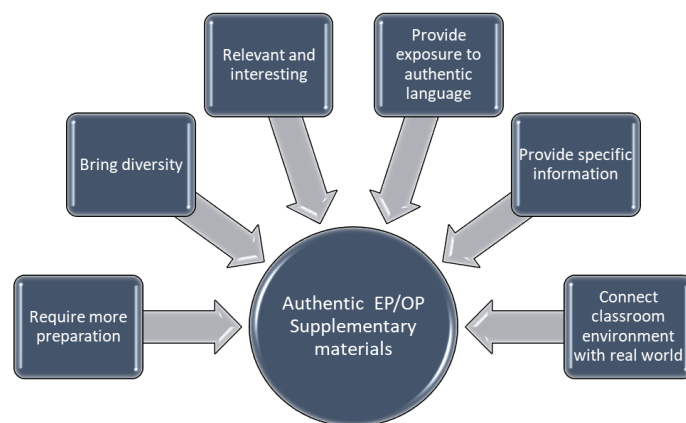 Require more
preparation
Bring diversity
Relevant and
interesting
Provide
exposure to
authentic
language
Provide specific
information
Connect
classroom
environment
with real world
Authentic EP/OP
Supplementary
materials